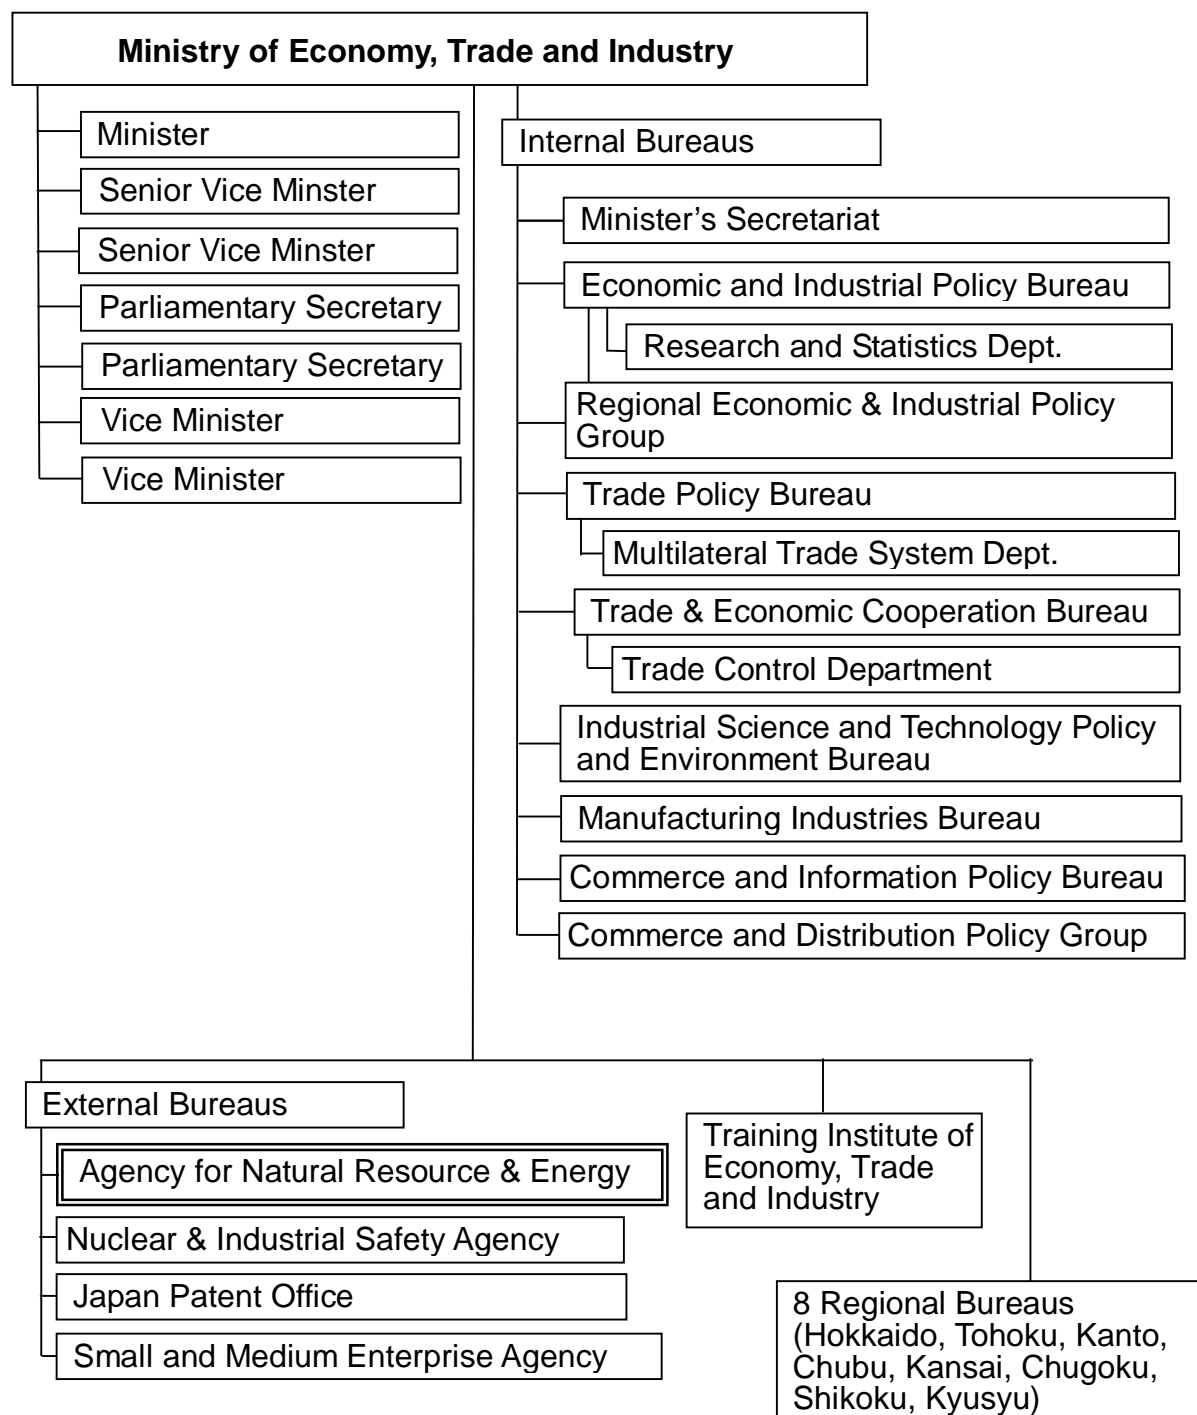 Ministry of Economy, Trade and Industry
Minister
Senior Vice Minster
Senior Vice Minster
Parliamentary Secretary
Parliamentary Secretary
Vice Minister
Vice Minister
Internal Bureaus
Minister’s Secretariat
Economic and Industrial Policy Bureau
Research and Statistics Dept.
Regional Economic & Industrial Policy
Group
Trade Policy Bureau
Multilateral Trade System Dept.
Trade & Economic Cooperation Bureau
Trade Control Department
Industrial Science and Technology Policy
and Environment Bureau
Manufacturing Industries Bureau
Commerce and Information Policy Bureau
Commerce and Distribution Policy Group
External Bureaus
Agency for Natural Resource & Energy
Nuclear & Industrial Safety Agency
Japan Patent Office
Small and Medium Enterprise Agency
Training Institute of
Economy, Trade
and Industry
8 Regional Bureaus
(Hokkaido, Tohoku, Kanto,
Chubu, Kansai, Chugoku,
Shikoku, Kyusyu)